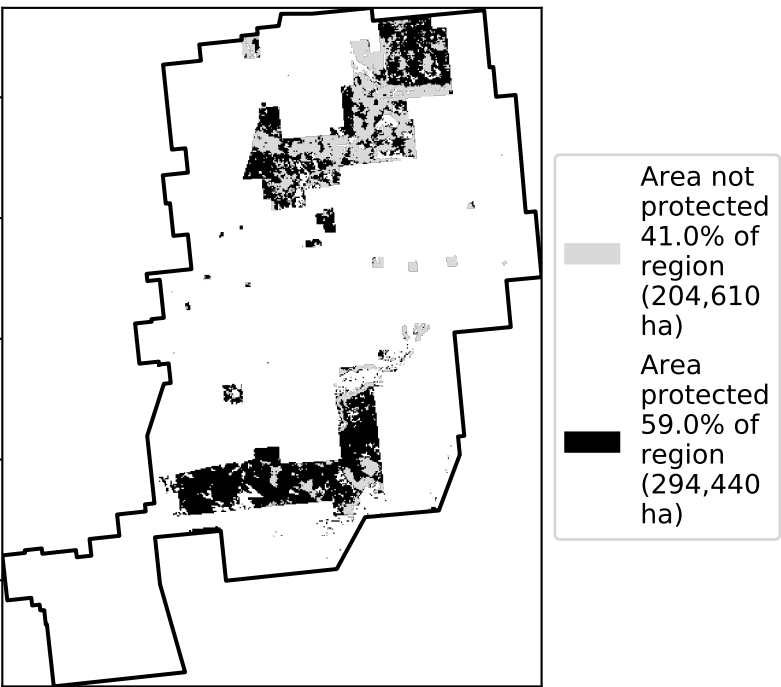 Area not
protected
41.0% of
region
(204,610
ha)
Area
protected
59.0% of
region
(294,440
ha)